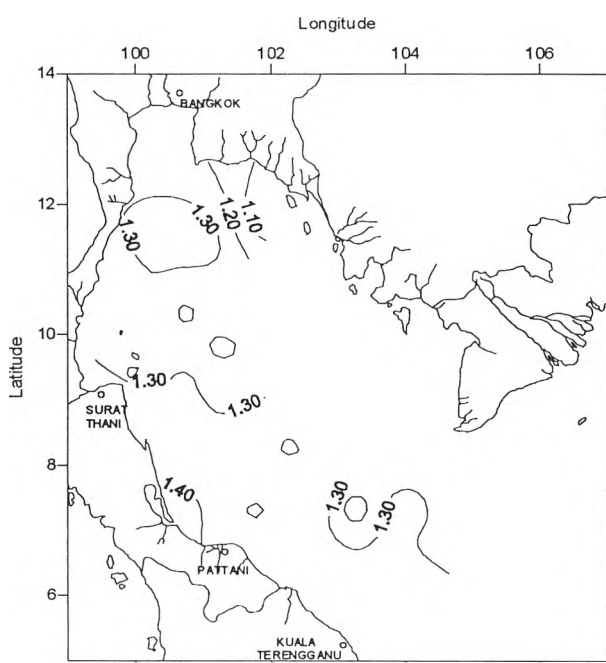 Longitude
100 102 104 106
14
BANGKOK
12
1.30
1.30
1.20
1.10
Latitude
10
1.30
1.30
SURAT
THANI
8
1.40
1.30
1.30
PATTANI
6
KUALA
TERENGGANU